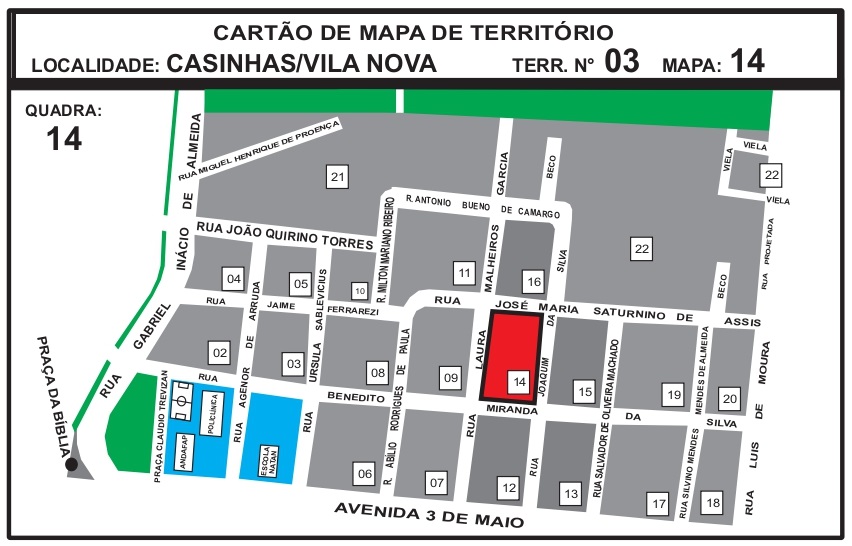 CARTÃO DE MAPA DE TERRITÓRIO
LOCALIDADE: CASINHAS/VILA NOVA TERR. N° 03 MAPA: 14
QUADRA:
14
RUA GABRIEL INÁCIO DE ALMEIDA
RUA MIGUEL HENRIQUE DE PROENÇA
21
RUA JOÃO QUIRINO TORRES
R. MILTON MARIANO RIBEIRO
R. ANTONIO BUENO DE CAMARGO
RUA LAURA MALHEIROS GARCIA
BECO
VIELA
VIELA
VIELA
22
22
RUA PROJETADA
BECO
04
05
10
11
16
RUA JAIME FERRAREZI
RUA JOSÉ MARIA SATURNINO DE ASSIS
RUA JOAQUIM DA SILVA
RUA AGENOR DE ARRUDA
RUA URSULA SABLEVICIUS
R. ABÍLIO RODRIGUES DE PAULA
RUA SALVADOR DE OLIVEIRA MACHADO
RUA SILVINO MENDES MENDES DE ALMEIDA
RUA LUIS DE MOURA
02
03
08
09
14
15
19
20
RUA BENEDITO MIRANDA DA SILVA
PRAÇA DA BÍBLIA
PRAÇA CLAUDIO TREVIZAN
POLICLÍNICA
ANDAFAP
ESCOLA
NATAN
06
07
12
13
17
18
AVENIDA 3 DE MAIO